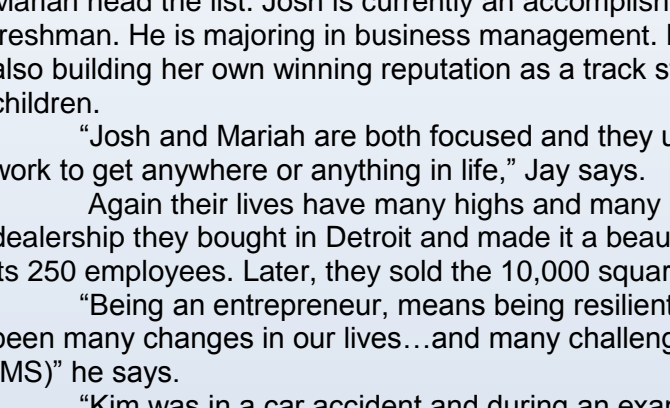 Mariah head the list. Josh is currently an accomplish
freshman. He is majoring in business management.
also building her own winning reputation as a track s
children.
“Josh and Mariah are both focused and they u
work to get anywhere or anything in life,” Jay says.
Again their lives have many highs and many
dealership they bought in Detroit and made it a beau
its 250 employees. Later, they sold the 10,000 squar
“Being an entrepreneur, means being resilient
been many changes in our lives…and many challeng
(MS)” he says.
“Kim was in a car accident and during an exa